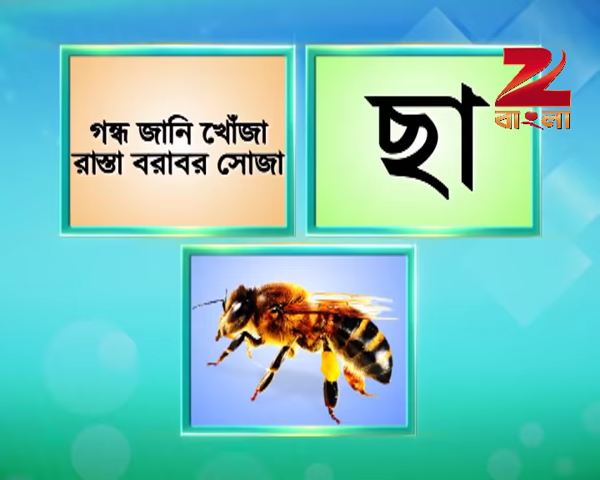 গন্ধ জানি খোঁজা
রাস্তা বরাবর সোজা
ছা
Z
বাংলা